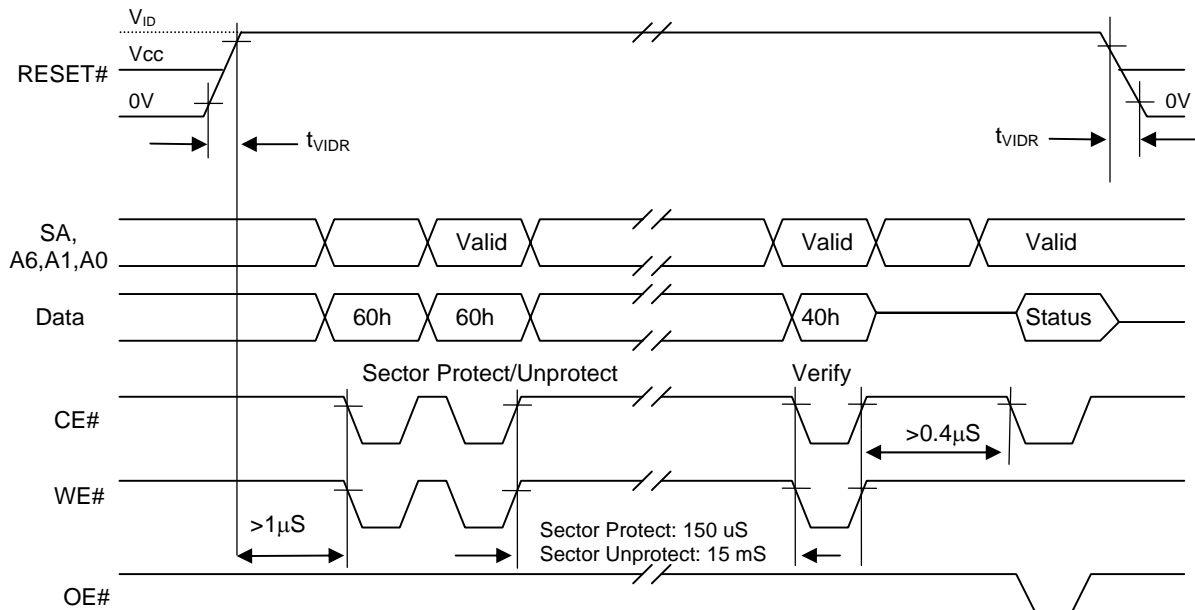 VID
Vcc
RESET#
0V
0V
tVIDR
tVIDR
SA,
A6,A1,A0
Valid
Valid
Valid
Data
60h
60h
40h
Status
Sector Protect/Unprotect
Verify
CE#
>0.4μS
WE#
>1μS
Sector Protect: 150 uS
Sector Unprotect: 15 mS
OE#